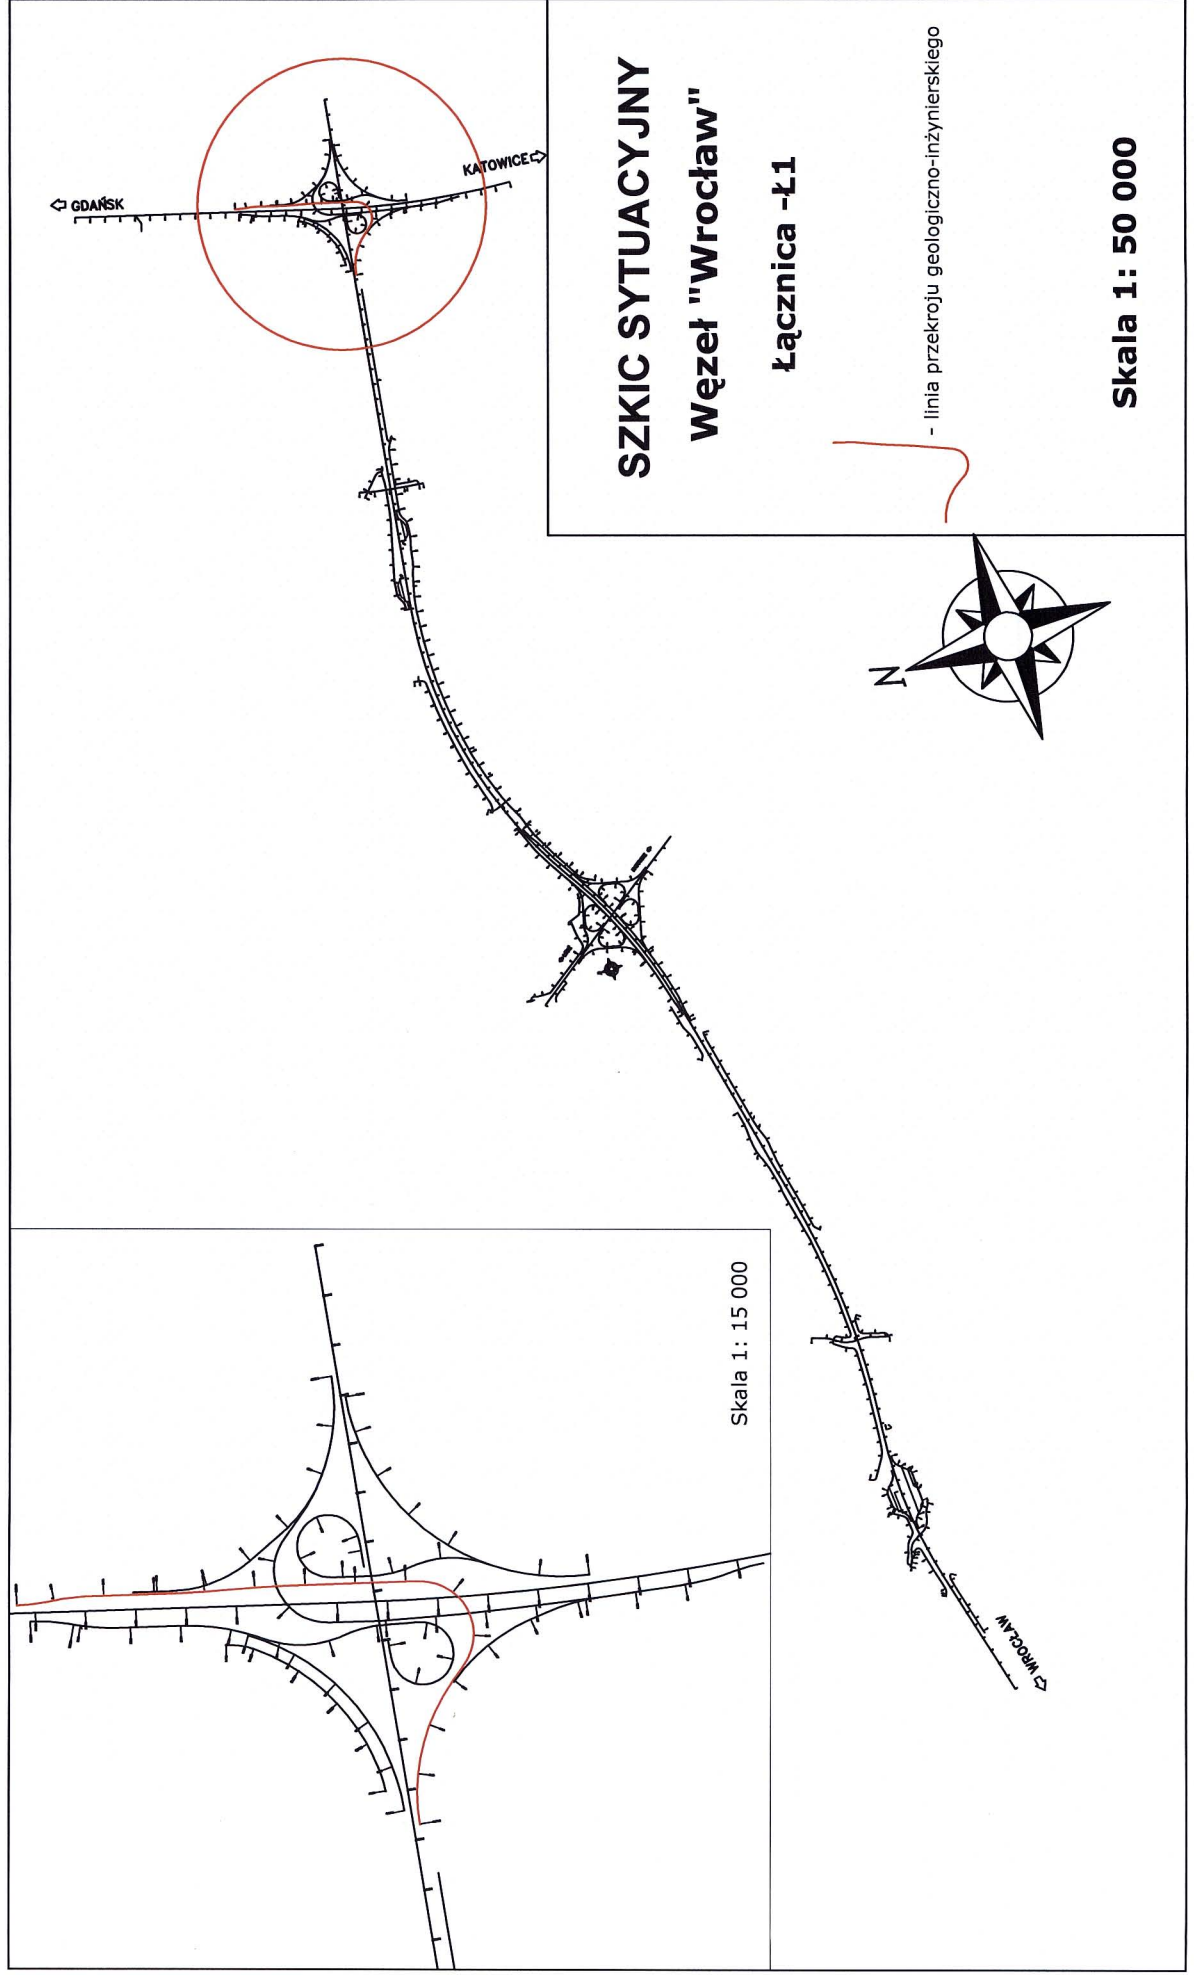 SZKIC SYTUACYJNY
Węzeł "Wrocław"
Łącznica -Ł1
- linia przekroju geologiczno-inżynierskiego
Skala 1: 50 000
GDAŃSK
KATOWICE
N
Skala 1: 15 000
WROCŁAW